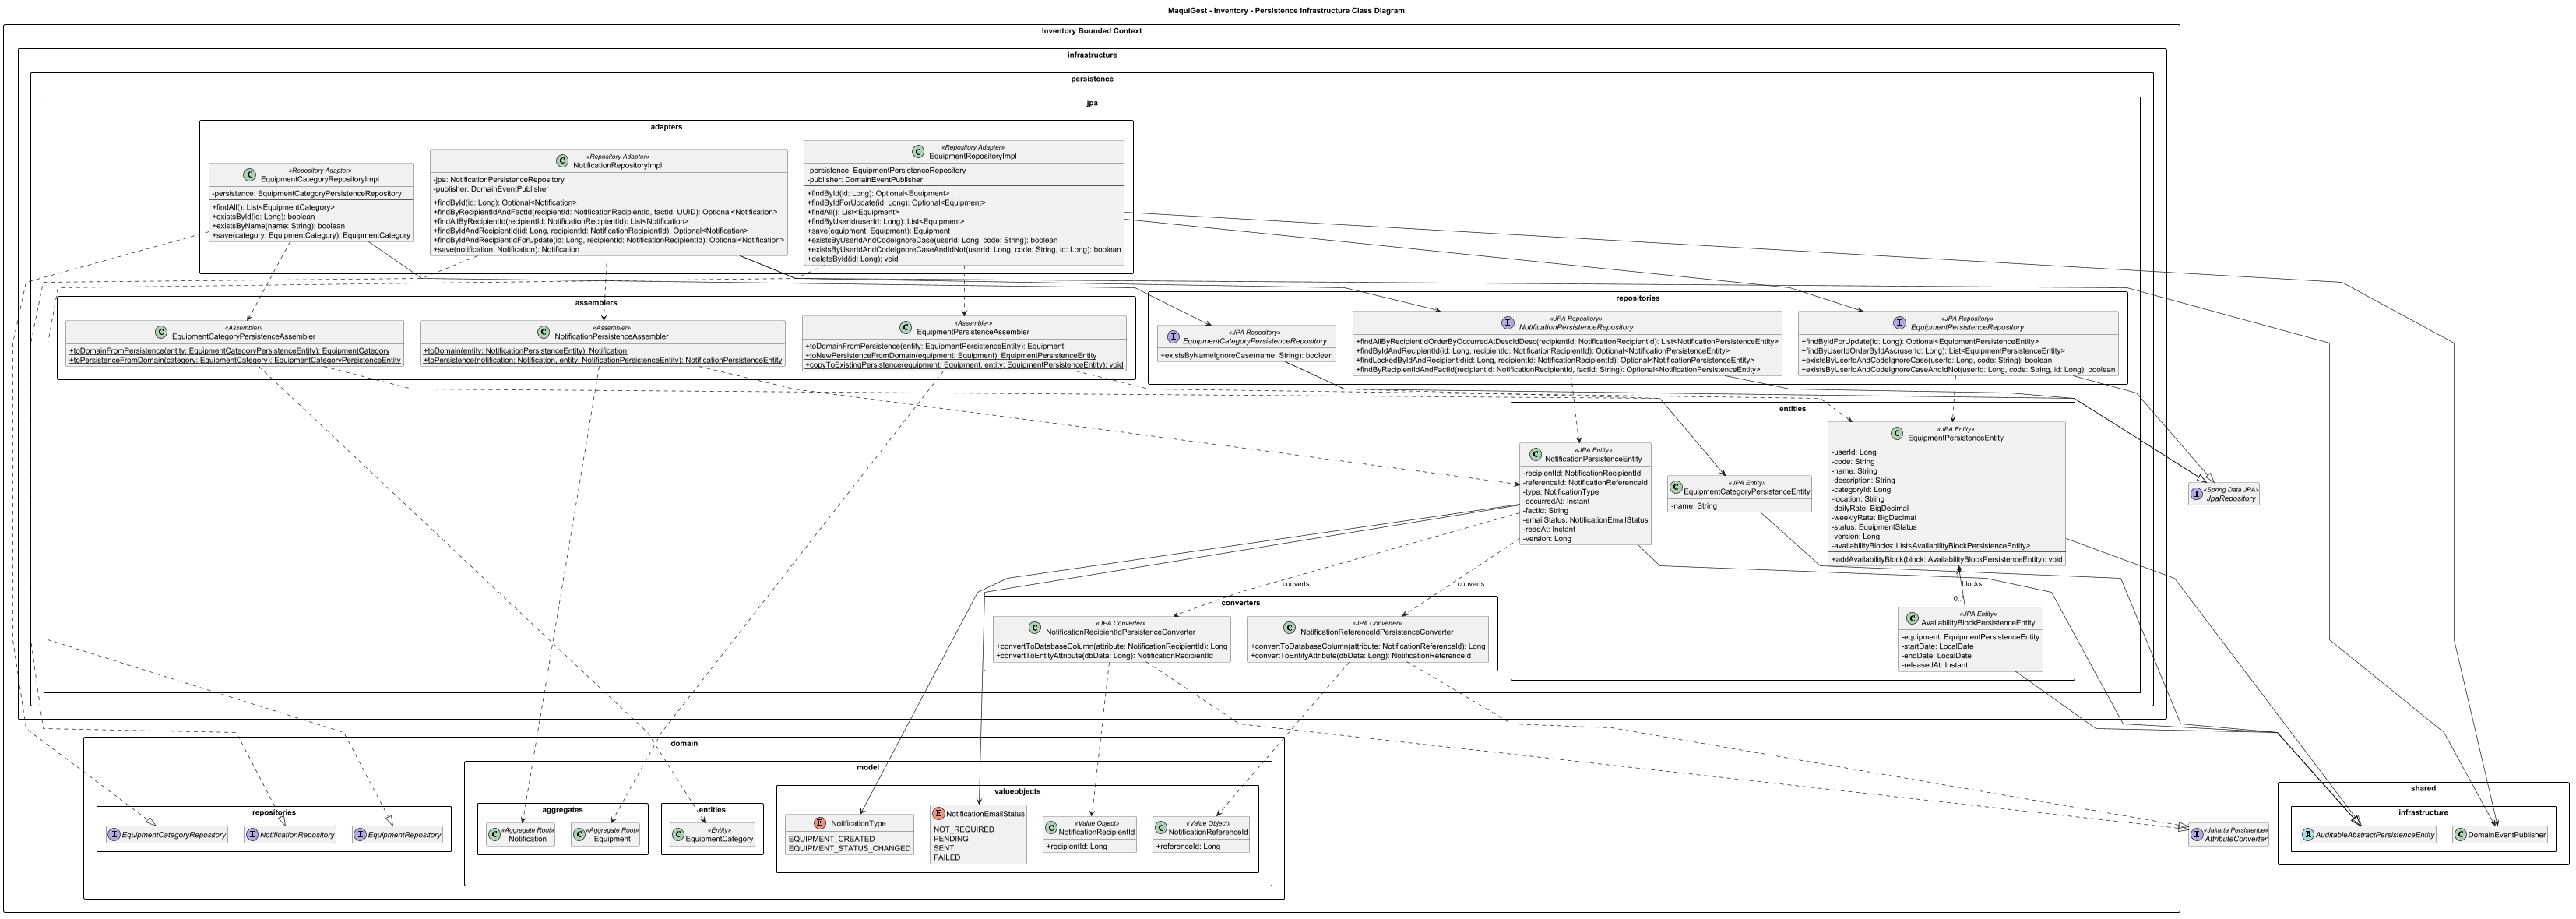 MaquiGest - Inventory - Persistence Infrastructure Class Diagram
Inventory Bounded Context
infrastructure
persistence
jpa
adapters
«Repository Adapter»
EquipmentCategoryRepositoryImpl
-persistence: EquipmentCategoryPersistenceRepository
+findAll(): List<EquipmentCategory>
+existsById(id: Long): boolean
+existsByName(name: String): boolean
+save(category: EquipmentCategory): EquipmentCategory
«Repository Adapter»
NotificationRepositoryImpl
-jpa: NotificationPersistenceRepository
-publisher: DomainEventPublisher
+findById(id: Long): Optional<Notification>
+findByRecipientIdAndFactId(recipientId: NotificationRecipientId, factId: UUID): Optional<Notification>
+findAllByRecipientId(recipientId: NotificationRecipientId): List<Notification>
+findByIdAndRecipientId(id: Long, recipientId: NotificationRecipientId): Optional<Notification>
+findByIdAndRecipientIdForUpdate(id: Long, recipientId: NotificationRecipientId): Optional<Notification>
+save(notification: Notification): Notification
«Repository Adapter»
EquipmentRepositoryImpl
-persistence: EquipmentPersistenceRepository
-publisher: DomainEventPublisher
+findById(id: Long): Optional<Equipment>
+findByIdForUpdate(id: Long): Optional<Equipment>
+findAll(): List<Equipment>
+findByUserId(userId: Long): List<Equipment>
+save(equipment: Equipment): Equipment
+existsByUserIdAndCodeIgnoreCase(userId: Long, code: String): boolean
+existsByUserIdAndCodeIgnoreCaseAndIdNot(userId: Long, code: String, id: Long): boolean
+deleteById(id: Long): void
assemblers
«Assembler»
EquipmentCategoryPersistenceAssembler
+toDomainFromPersistence(entity: EquipmentCategoryPersistenceEntity): EquipmentCategory
+toPersistenceFromDomain(category: EquipmentCategory): EquipmentCategoryPersistenceEntity
«Assembler»
NotificationPersistenceAssembler
+toDomain(entity: NotificationPersistenceEntity): Notification
+toPersistence(notification: Notification, entity: NotificationPersistenceEntity): NotificationPersistenceEntity
«Assembler»
EquipmentPersistenceAssembler
+toDomainFromPersistence(entity: EquipmentPersistenceEntity): Equipment
+toNewPersistenceFromDomain(equipment: Equipment): EquipmentPersistenceEntity
+copyToExistingPersistence(equipment: Equipment, entity: EquipmentPersistenceEntity): void
repositories
«JPA Repository»
EquipmentCategoryPersistenceRepository
+existsByNameIgnoreCase(name: String): boolean
«JPA Repository»
NotificationPersistenceRepository
+findAllByRecipientIdOrderByOccurredAtDescIdDesc(recipientId: NotificationRecipientId): List<NotificationPersistenceEntity>
+findByIdAndRecipientId(id: Long, recipientId: NotificationRecipientId): Optional<NotificationPersistenceEntity>
+findLockedByIdAndRecipientId(id: Long, recipientId: NotificationRecipientId): Optional<NotificationPersistenceEntity>
+findByRecipientIdAndFactId(recipientId: NotificationRecipientId, factId: String): Optional<NotificationPersistenceEntity>
«JPA Repository»
EquipmentPersistenceRepository
+findByIdForUpdate(id: Long): Optional<EquipmentPersistenceEntity>
+findByUserIdOrderByIdAsc(userId: Long): List<EquipmentPersistenceEntity>
+existsByUserIdAndCodeIgnoreCase(userId: Long, code: String): boolean
+existsByUserIdAndCodeIgnoreCaseAndIdNot(userId: Long, code: String, id: Long): boolean
entities
«JPA Entity»
NotificationPersistenceEntity
-recipientId: NotificationRecipientId
-referenceId: NotificationReferenceId
-type: NotificationType
-occurredAt: Instant
-factId: String
-emailStatus: NotificationEmailStatus
-readAt: Instant
-version: Long
«JPA Entity»
EquipmentCategoryPersistenceEntity
-name: String
«JPA Entity»
EquipmentPersistenceEntity
-userId: Long
-code: String
-name: String
-description: String
-categoryId: Long
-location: String
-dailyRate: BigDecimal
-weeklyRate: BigDecimal
-status: EquipmentStatus
-version: Long
-availabilityBlocks: List<AvailabilityBlockPersistenceEntity>
+addAvailabilityBlock(block: AvailabilityBlockPersistenceEntity): void
blocks
0..*
«JPA Entity»
AvailabilityBlockPersistenceEntity
-equipment: EquipmentPersistenceEntity
-startDate: LocalDate
-endDate: LocalDate
-releasedAt: Instant
«Spring Data JPA»
JpaRepository
converts
converts
converters
«JPA Converter»
NotificationRecipientIdPersistenceConverter
+convertToDatabaseColumn(attribute: NotificationRecipientId): Long
+convertToEntityAttribute(dbData: Long): NotificationRecipientId
«JPA Converter»
NotificationReferenceIdPersistenceConverter
+convertToDatabaseColumn(attribute: NotificationReferenceId): Long
+convertToEntityAttribute(dbData: Long): NotificationReferenceId
domain
repositories
EquipmentCategoryRepository
NotificationRepository
EquipmentRepository
model
aggregates
«Aggregate Root»
Notification
«Aggregate Root»
Equipment
entities
«Entity»
EquipmentCategory
valueobjects
NotificationType
EQUIPMENT_CREATED
EQUIPMENT_STATUS_CHANGED
NotificationEmailStatus
NOT_REQUIRED
PENDING
SENT
FAILED
«Value Object»
NotificationRecipientId
+recipientId: Long
«Value Object»
NotificationReferenceId
+referenceId: Long
«Jakarta Persistence»
AttributeConverter
shared
infrastructure
AuditableAbstractPersistenceEntity
DomainEventPublisher